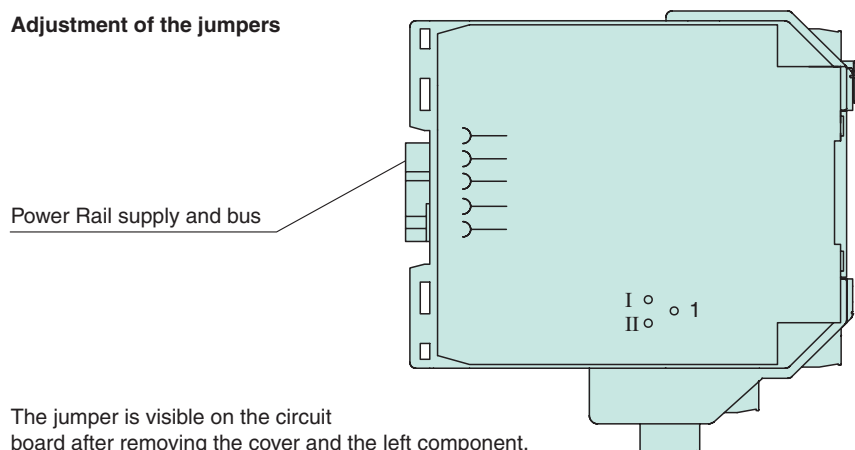 Adjustment of the jumpers
Power Rail supply and bus
I
1
II
The jumper is visible on the circuit
board after removing the cover and the left component.